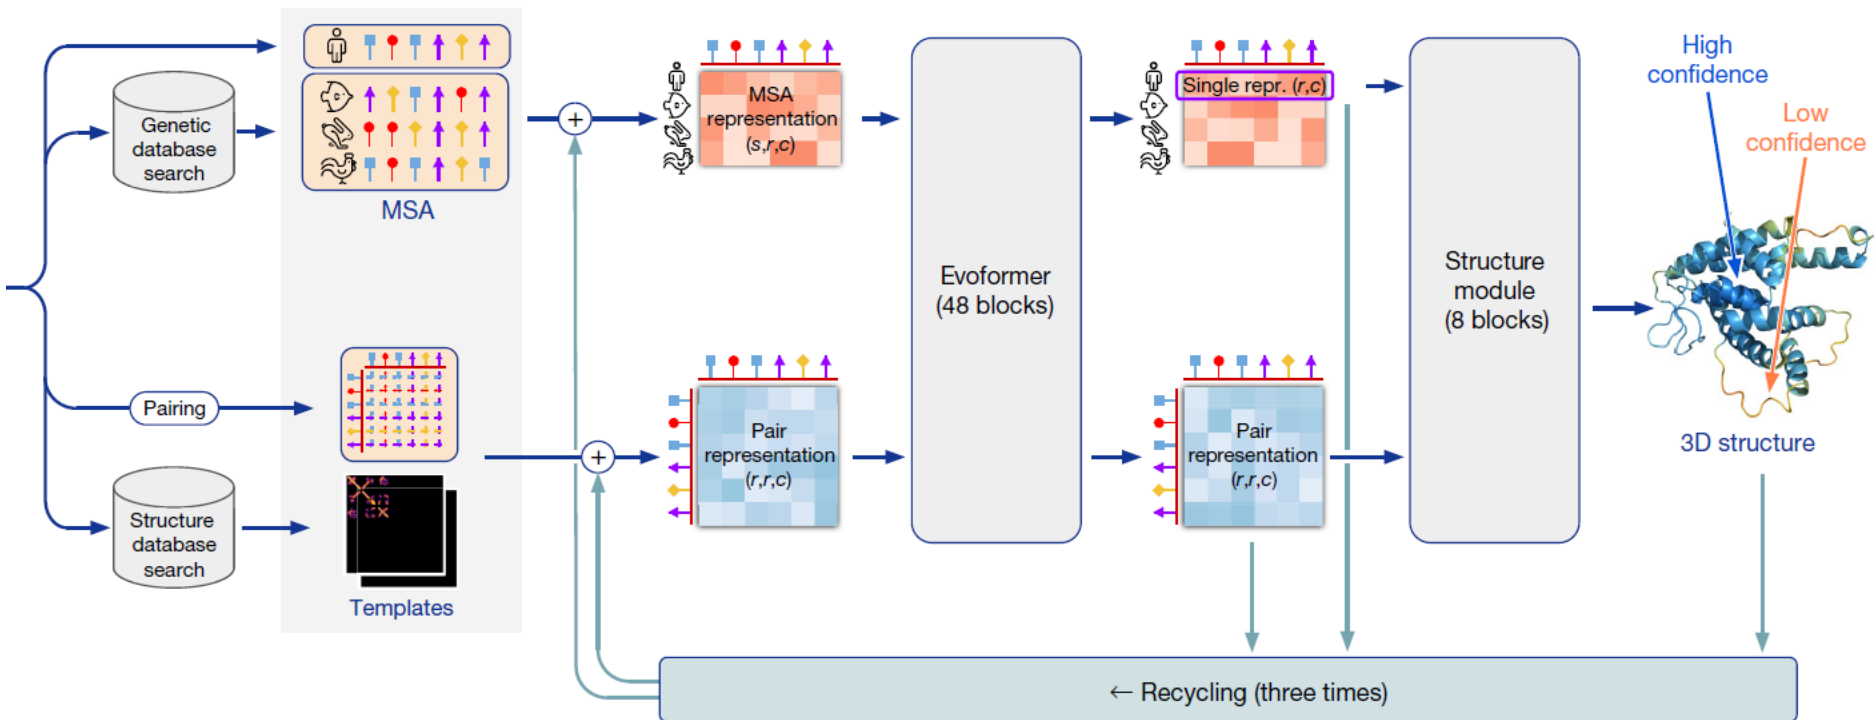 Genetic
database
search
MSA
Pairing
Structure
database
search
Templates
+
+
MSA
representation
(s,r,c)
Pair
representation
(r,r,c)
Evoformer
(48 blocks)
Single repr. (r,c)
Pair
representation
(r,r,c)
Structure
module
(8 blocks)
High
confidence
Low
confidence
3D structure
← Recycling (three times)